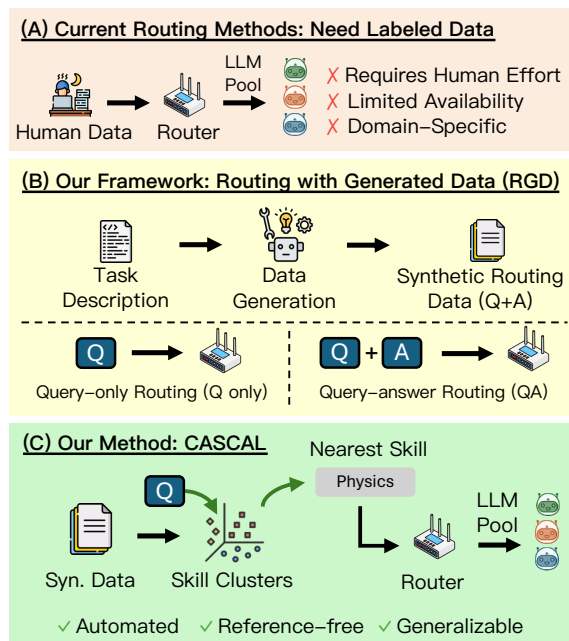 (A) Current Routing Methods: Need Labeled Data
LLM
Pool
Human Data
Router
✗ Requires Human Effort
✗ Limited Availability
✗ Domain-Specific
(B) Our Framework: Routing with Generated Data (RGD)
Task
Description
Data
Generation
Synthetic Routing
Data (Q+A)
Q
Query-only Routing (Q only)
Q + A
Query-answer Routing (QA)
(C) Our Method: CASCAL
Nearest Skill
Q
Physics
LLM
Pool
Syn. Data
Skill Clusters
Router
✓ Automated ✓ Reference-free ✓ Generalizable